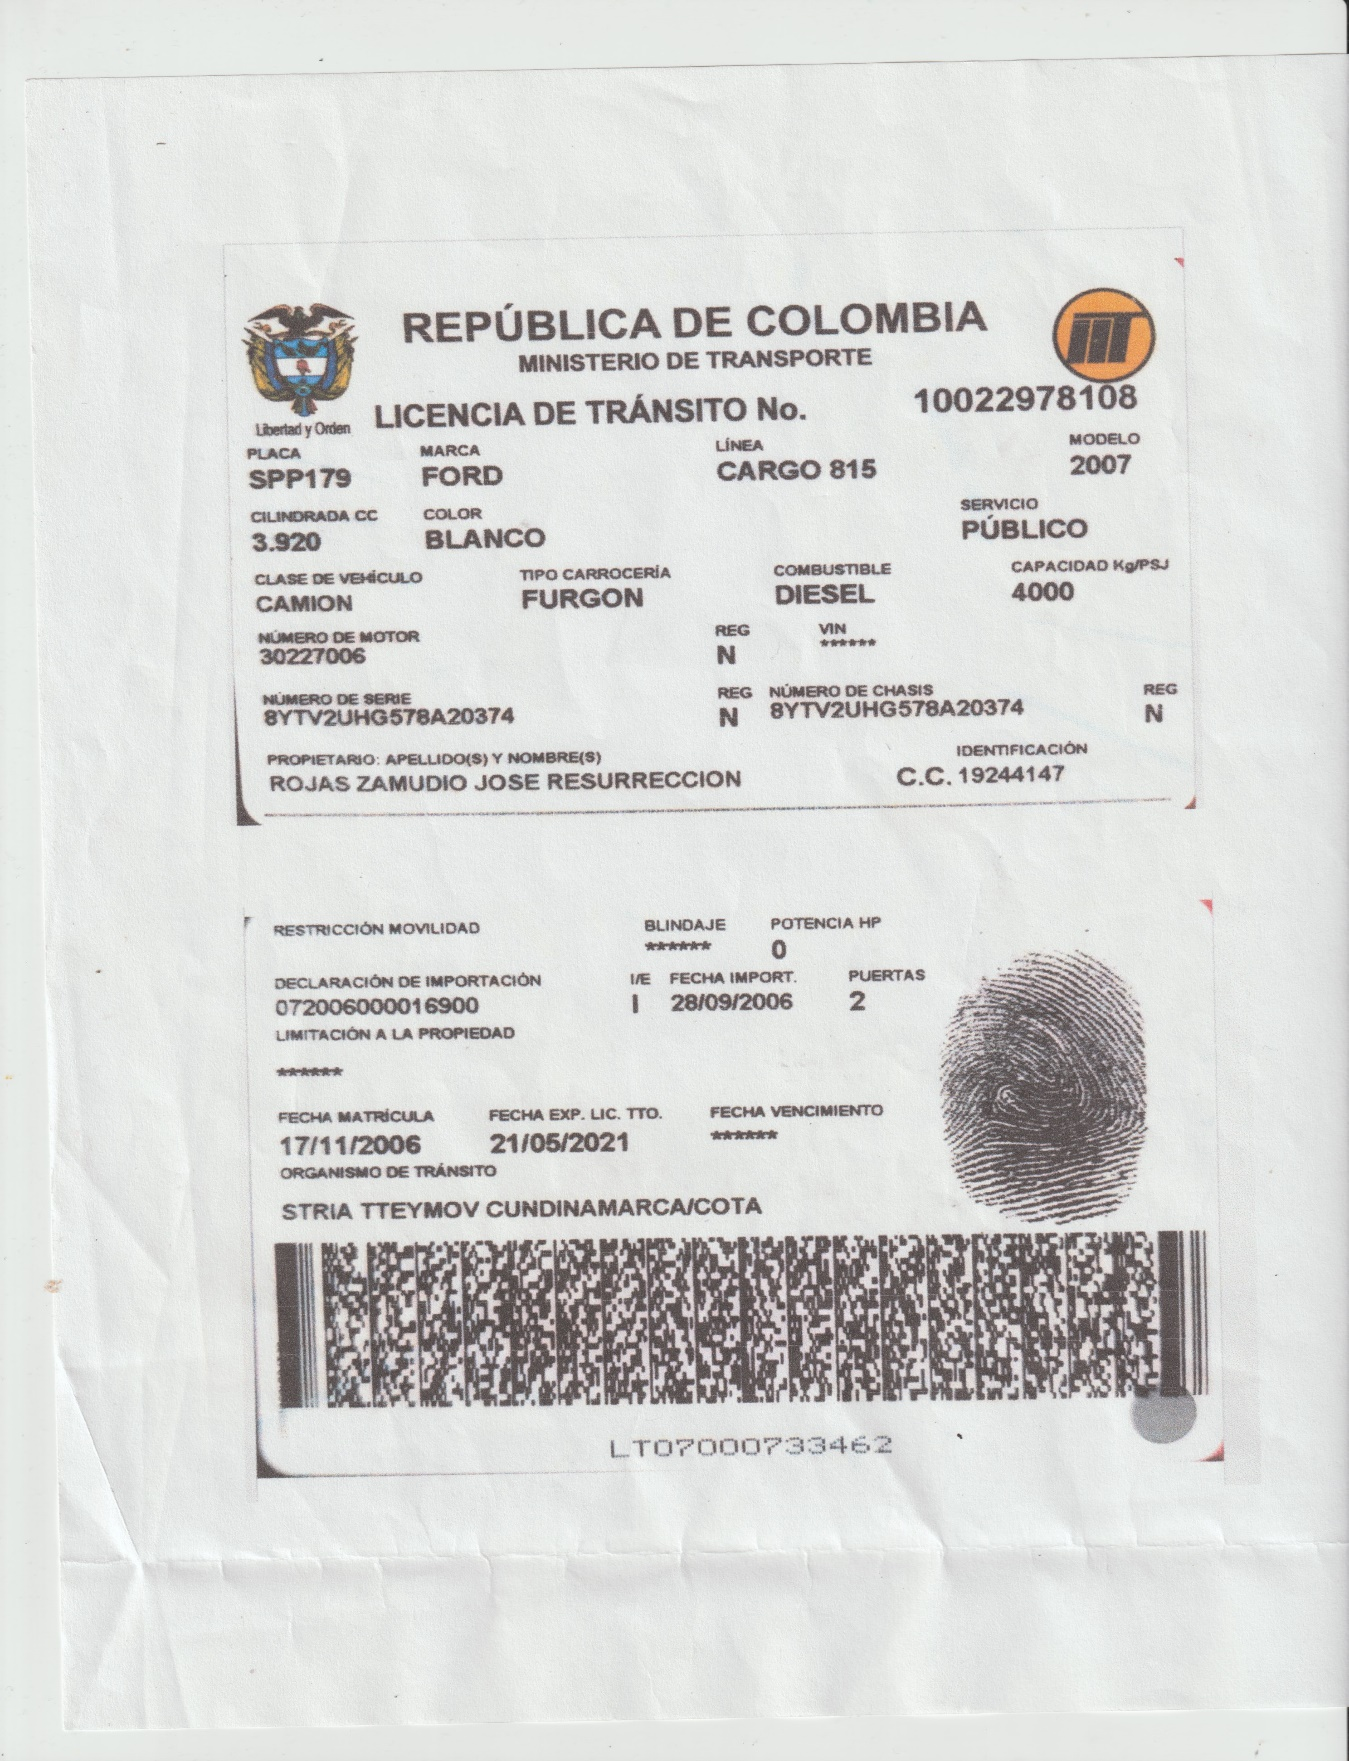 REPÚBLICA DE COLOMBIA
MINISTERIO DE TRANSPORTE
Libertad y Orden
LICENCIA DE TRÁNSITO No. 10022978108
PLACA MARCA LÍNEA MODELO
SPP179 FORD CARGO 815 2007
CILINDRADA CC COLOR SERVICIO
3.920 BLANCO PÚBLICO
CLASE DE VEHÍCULO TIPO CARROCERÍA COMBUSTIBLE CAPACIDAD Kg/PSJ
CAMION FURGON DIESEL 4000
NÚMERO DE MOTOR REG VIN
30227006 N ******
NÚMERO DE SERIE REG NÚMERO DE CHASIS REG
8YTV2UHG578A20374 N 8YTV2UHG578A20374 N
PROPIETARIO: APELLIDO(S) Y NOMBRE(S) IDENTIFICACIÓN
ROJAS ZAMUDIO JOSE RESURRECCION C.C. 19244147
RESTRICCIÓN MOVILIDAD BLINDAJE POTENCIA HP
****** 0
DECLARACIÓN DE IMPORTACIÓN I/E FECHA IMPORT. PUERTAS
072006000016900 I 28/09/2006 2
LIMITACIÓN A LA PROPIEDAD
******
FECHA MATRÍCULA FECHA EXP. LIC. TTO. FECHA VENCIMIENTO
17/11/2006 21/05/2021 ******
ORGANISMO DE TRÁNSITO
STRIA TTEYMOV CUNDINAMARCA/COTA
LT07000733462